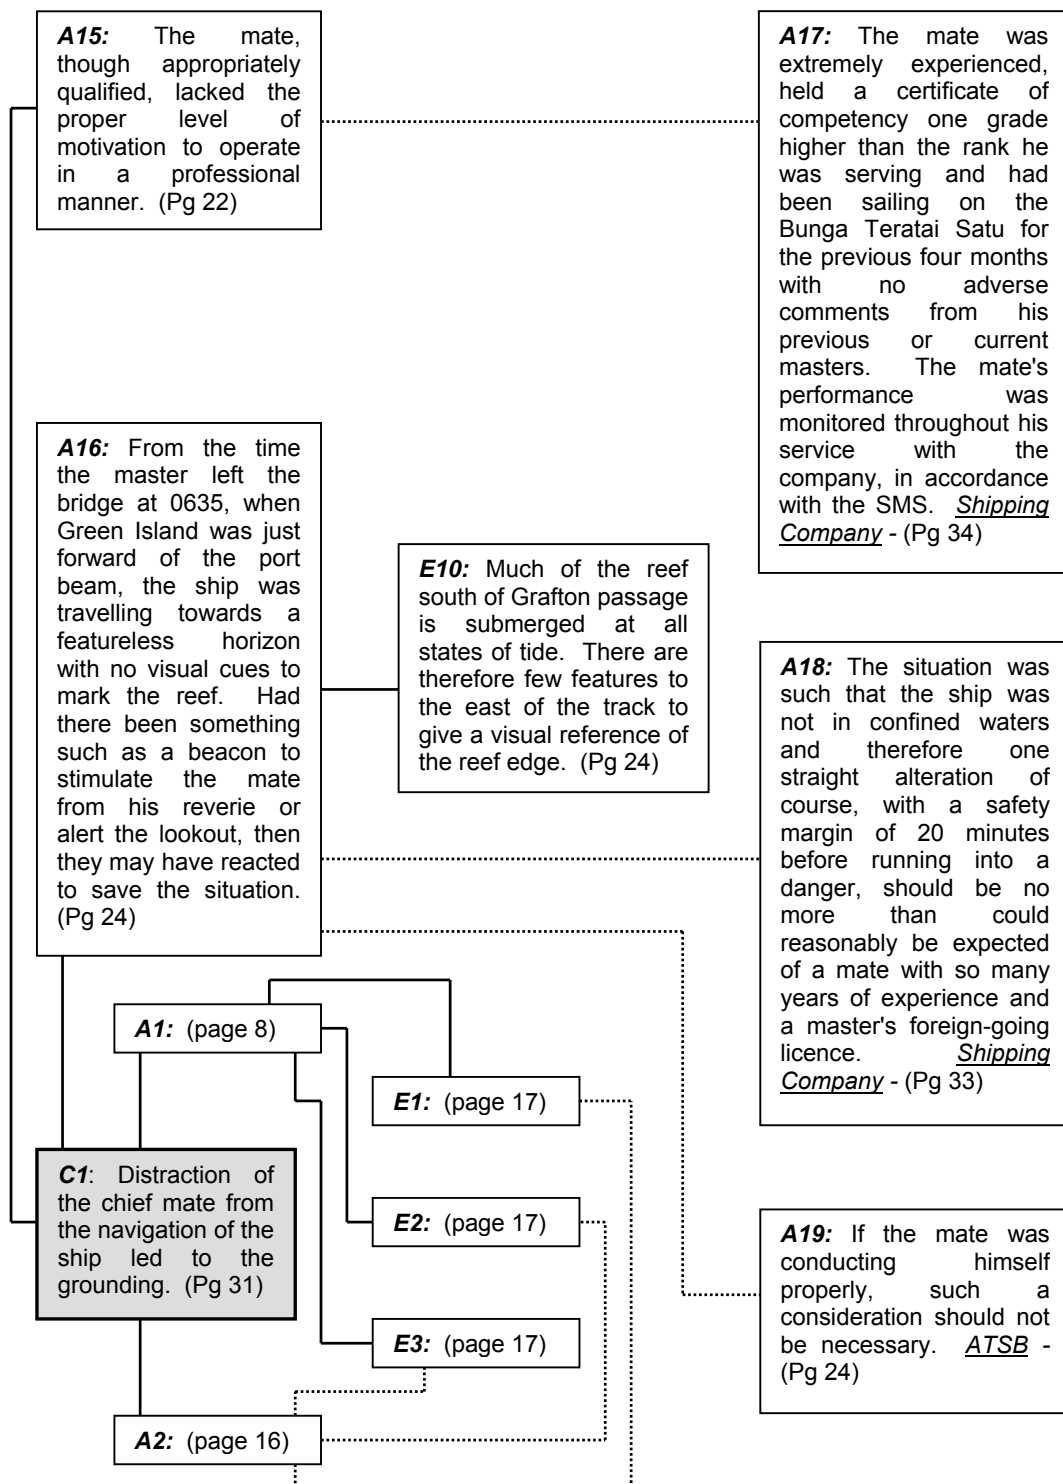 A15: The mate,
though appropriately
qualified, lacked the
proper level of
motivation to operate
in a professional
manner. (Pg 22)
A17: The mate was
extremely experienced,
held a certificate of
competency one grade
higher than the rank he
was serving and had
been sailing on the
Bunga Teratai Satu for
the previous four months
with no adverse
comments from his
previous or current
masters. The mate's
performance was
monitored throughout his
service with the
company, in accordance
with the SMS. Shipping
Company - (Pg 34)
A16: From the time
the master left the
bridge at 0635, when
Green Island was just
forward of the port
beam, the ship was
travelling towards a
featureless horizon
with no visual cues to
mark the reef. Had
there been something
such as a beacon to
stimulate the mate
from his reverie or
alert the lookout, then
they may have reacted
to save the situation.
(Pg 24)
E10: Much of the reef
south of Grafton passage
is submerged at all
states of tide. There are
therefore few features to
the east of the track to
give a visual reference of
the reef edge. (Pg 24)
A18: The situation was
such that the ship was
not in confined waters
and therefore one
straight alteration of
course, with a safety
margin of 20 minutes
before running into a
danger, should be no
more than could
reasonably be expected
of a mate with so many
years of experience and
a master's foreign-going
licence. Shipping
Company - (Pg 33)
A1: (page 8)
E1: (page 17)
C1: Distraction of
the chief mate from
the navigation of the
ship led to the
grounding. (Pg 31)
E2: (page 17)
A19: If the mate was
conducting himself
properly, such a
consideration should not
be necessary. ATSB -
(Pg 24)
E3: (page 17)
A2: (page 16)